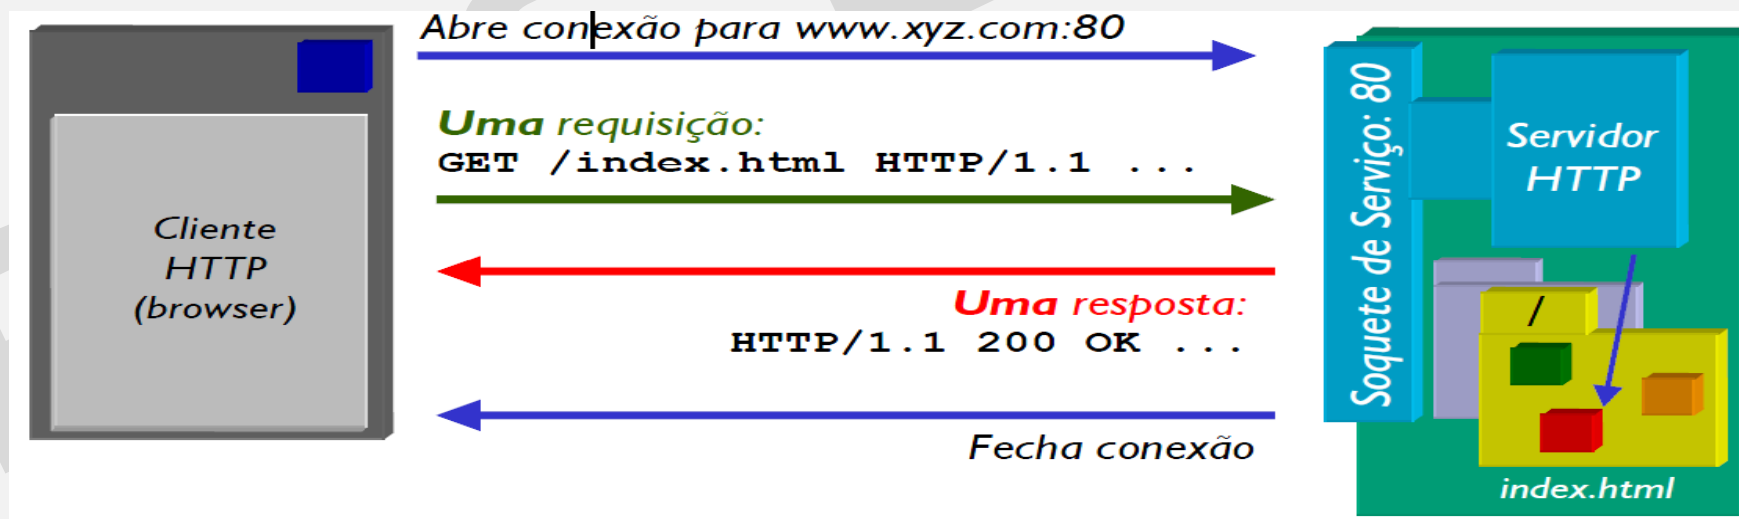 Abre conexão para www.xyz.com:80
Uma requisição:
GET /index.html HTTP/1.1 ...
Cliente
HTTP
(browser)
Uma resposta:
HTTP/1.1 200 OK ...
Fecha conexão
Soquete de Serviço: 80
Servidor
HTTP
/
index.html